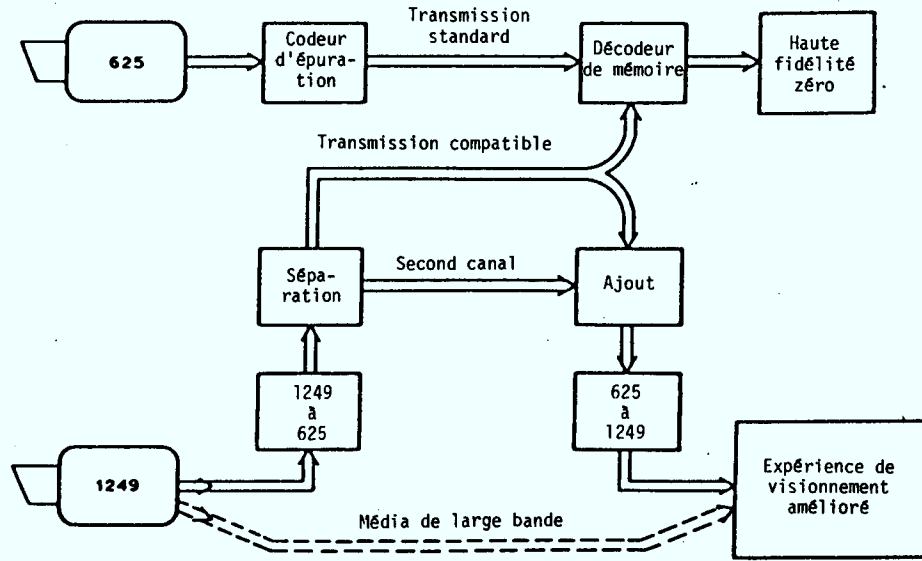 Transmission
standard
625
Codeur
d'épura-
tion
Décodeur
de mémoire
Haute
fidélité
zéro
Transmission compatible
Sépa-
ration
Second canal
Ajout
1249
à
625
625
à
1249
1249
Média de large bande
Expérience de
visionnement
amélioré